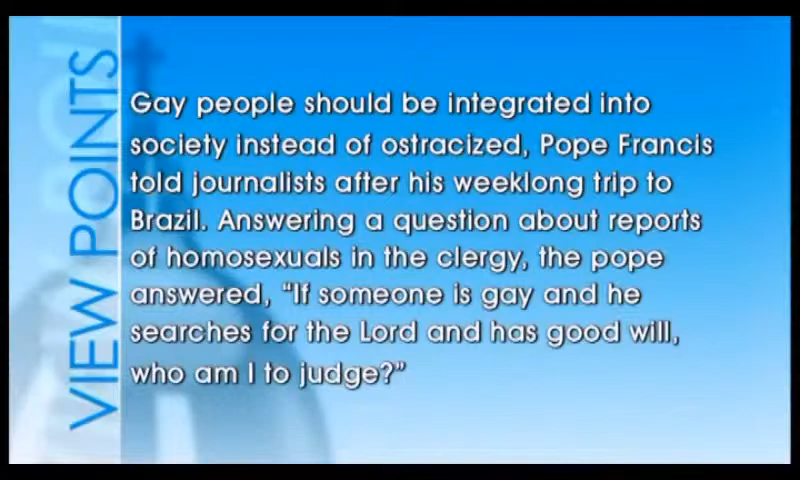 VIEW POINTS
Gay people should be integrated into
society instead of ostracized, Pope Francis
told journalists after his weeklong trip to
Brazil. Answering a question about reports
of homosexuals in the clergy, the pope
answered, “If someone is gay and he
searches for the Lord and has good will,
who am I to judge?”